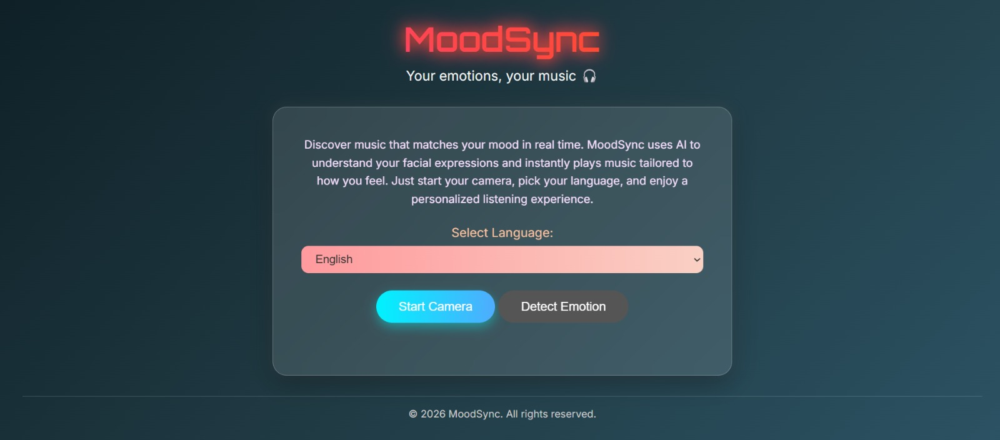 MoodSync
Your emotions, your music 🎧
Discover music that matches your mood in real time. MoodSync uses AI to
understand your facial expressions and instantly plays music tailored to
how you feel. Just start your camera, pick your language, and enjoy a
personalized listening experience.
Select Language:
English
Start Camera
Detect Emotion
© 2026 MoodSync. All rights reserved.